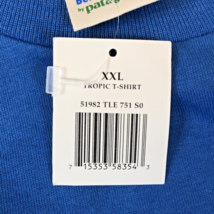 by patag
XXL
TROPIC T-SHIRT
51982 TLE 751 S0
7 15353 58354 3